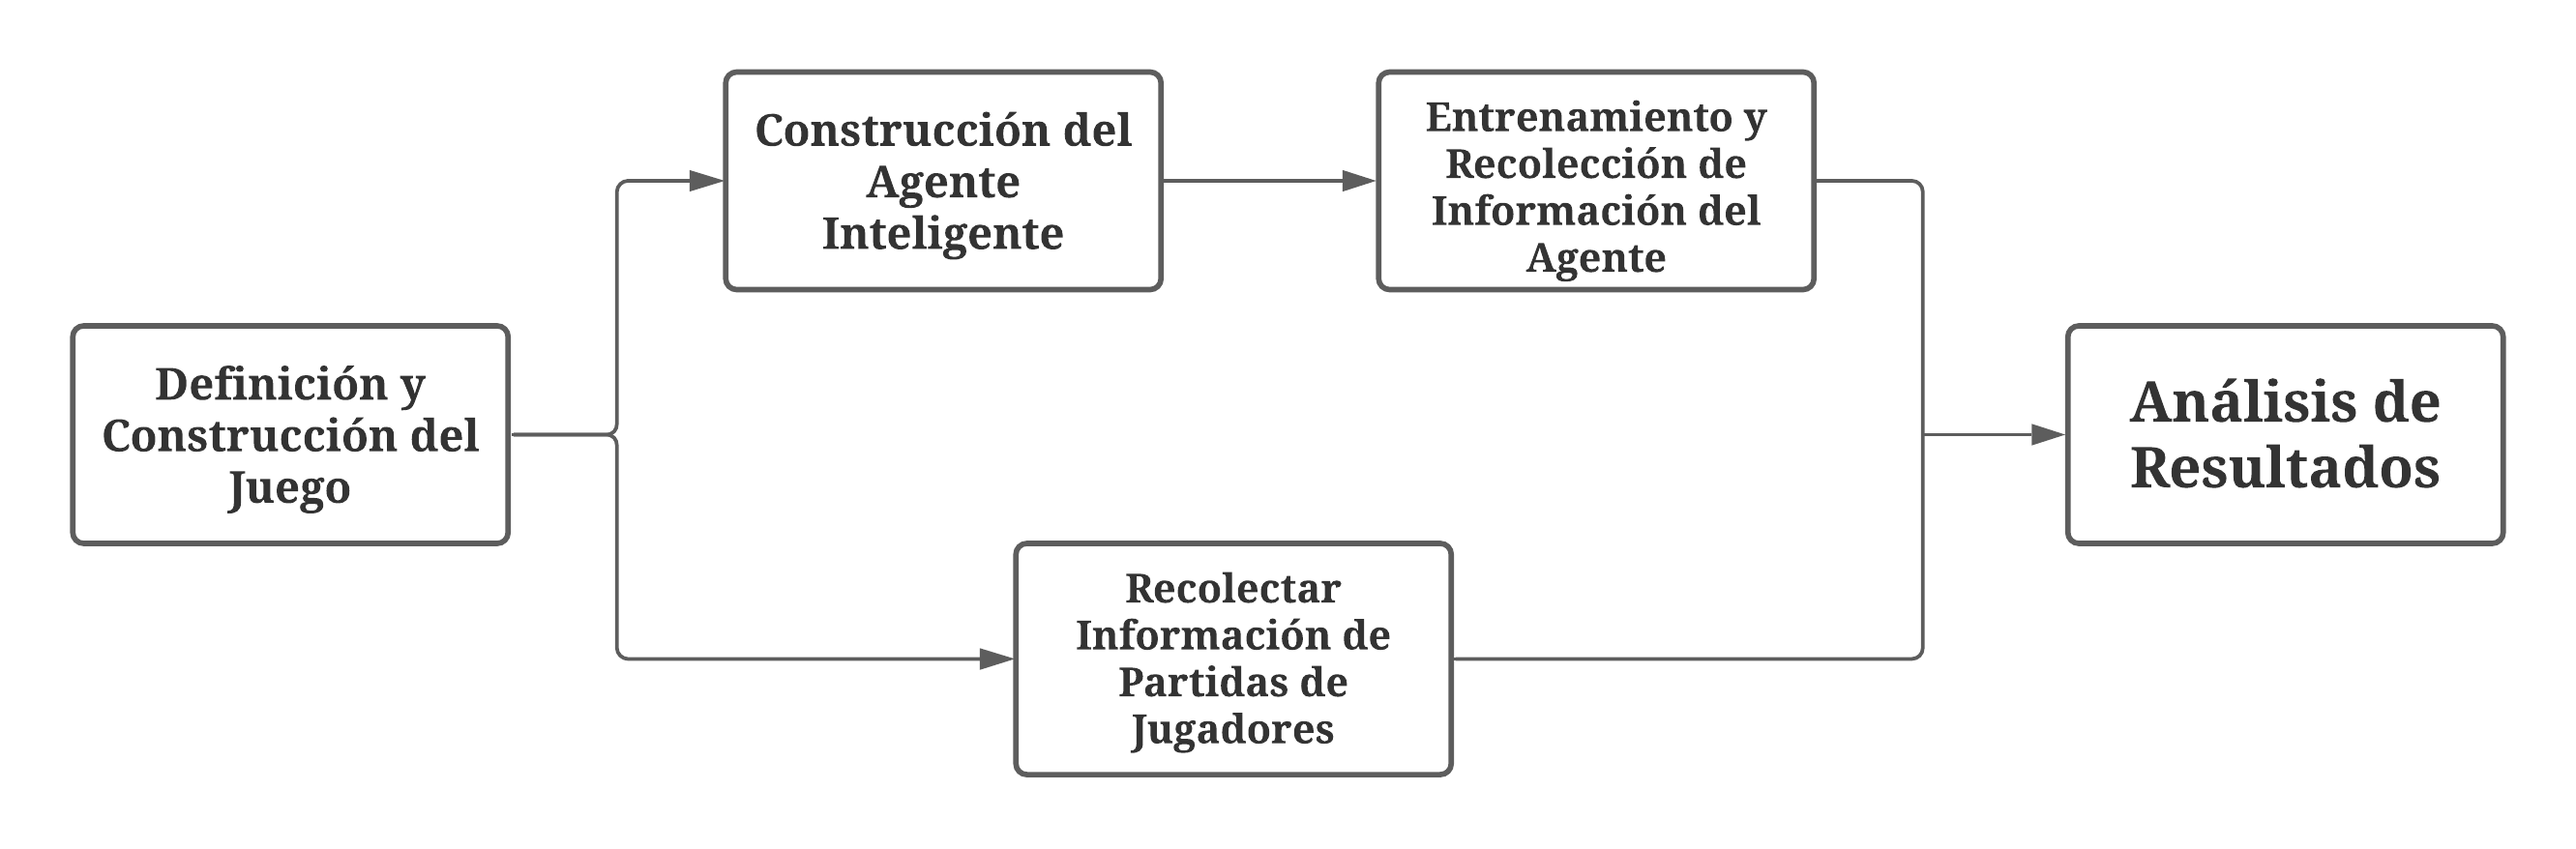 Definición y
Construcción del
Juego
Construcción del
Agente
Inteligente
Entrenamiento y
Recolección de
Información del
Agente
Recolectar
Información de
Partidas de
Jugadores
Análisis de
Resultados